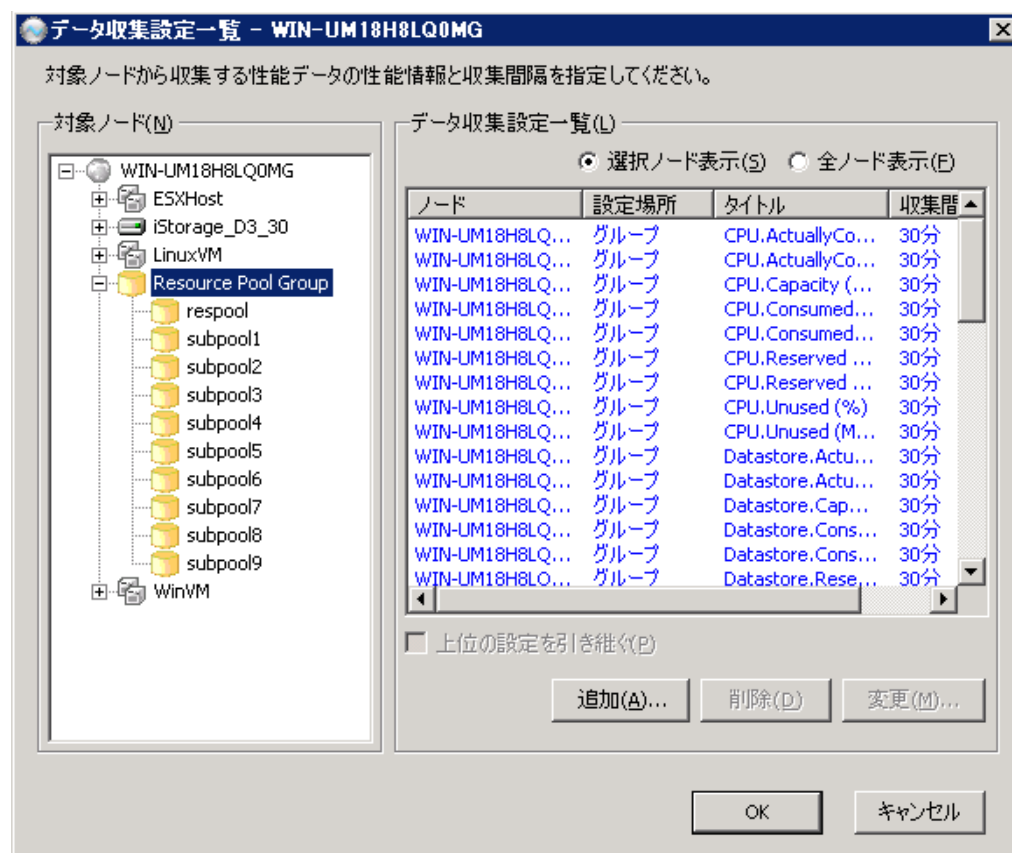 データ収集設定一覧 - WIN-UM18H8LQ0MG
対象ノードから収集する性能データの性能情報と収集間隔を指定してください。
対象ノード(N)
WIN-UM18H8LQ0MG
ESXHost
iStorage_D3_30
LinuxVM
Resource Pool Group
respool
subpool1
subpool2
subpool3
subpool4
subpool5
subpool6
subpool7
subpool8
subpool9
WinVM
データ収集設定一覧(L)
選択ノード表示(S) 全ノード表示(F)
ノード 設定場所 タイトル 収集間
WIN-UM18H8LQ... グループ CPU.ActuallyCo... 30分
WIN-UM18H8LQ... グループ CPU.ActuallyCo... 30分
WIN-UM18H8LQ... グループ CPU.Capacity (... 30分
WIN-UM18H8LQ... グループ CPU.Consumed... 30分
WIN-UM18H8LQ... グループ CPU.Consumed... 30分
WIN-UM18H8LQ... グループ CPU.Reserved ... 30分
WIN-UM18H8LQ... グループ CPU.Reserved ... 30分
WIN-UM18H8LQ... グループ CPU.Unused (%) 30分
WIN-UM18H8LQ... グループ CPU.Unused (M... 30分
WIN-UM18H8LQ... グループ Datastore.Actu... 30分
WIN-UM18H8LQ... グループ Datastore.Actu... 30分
WIN-UM18H8LQ... グループ Datastore.Cap... 30分
WIN-UM18H8LQ... グループ Datastore.Cons... 30分
WIN-UM18H8LQ... グループ Datastore.Cons... 30分
WIN-UM18H8LQ... グループ Datastore.Rese... 30分
上位の設定を引き継ぐ(P)
追加(A)... 削除(D) 変更(M)...
OK キャンセル